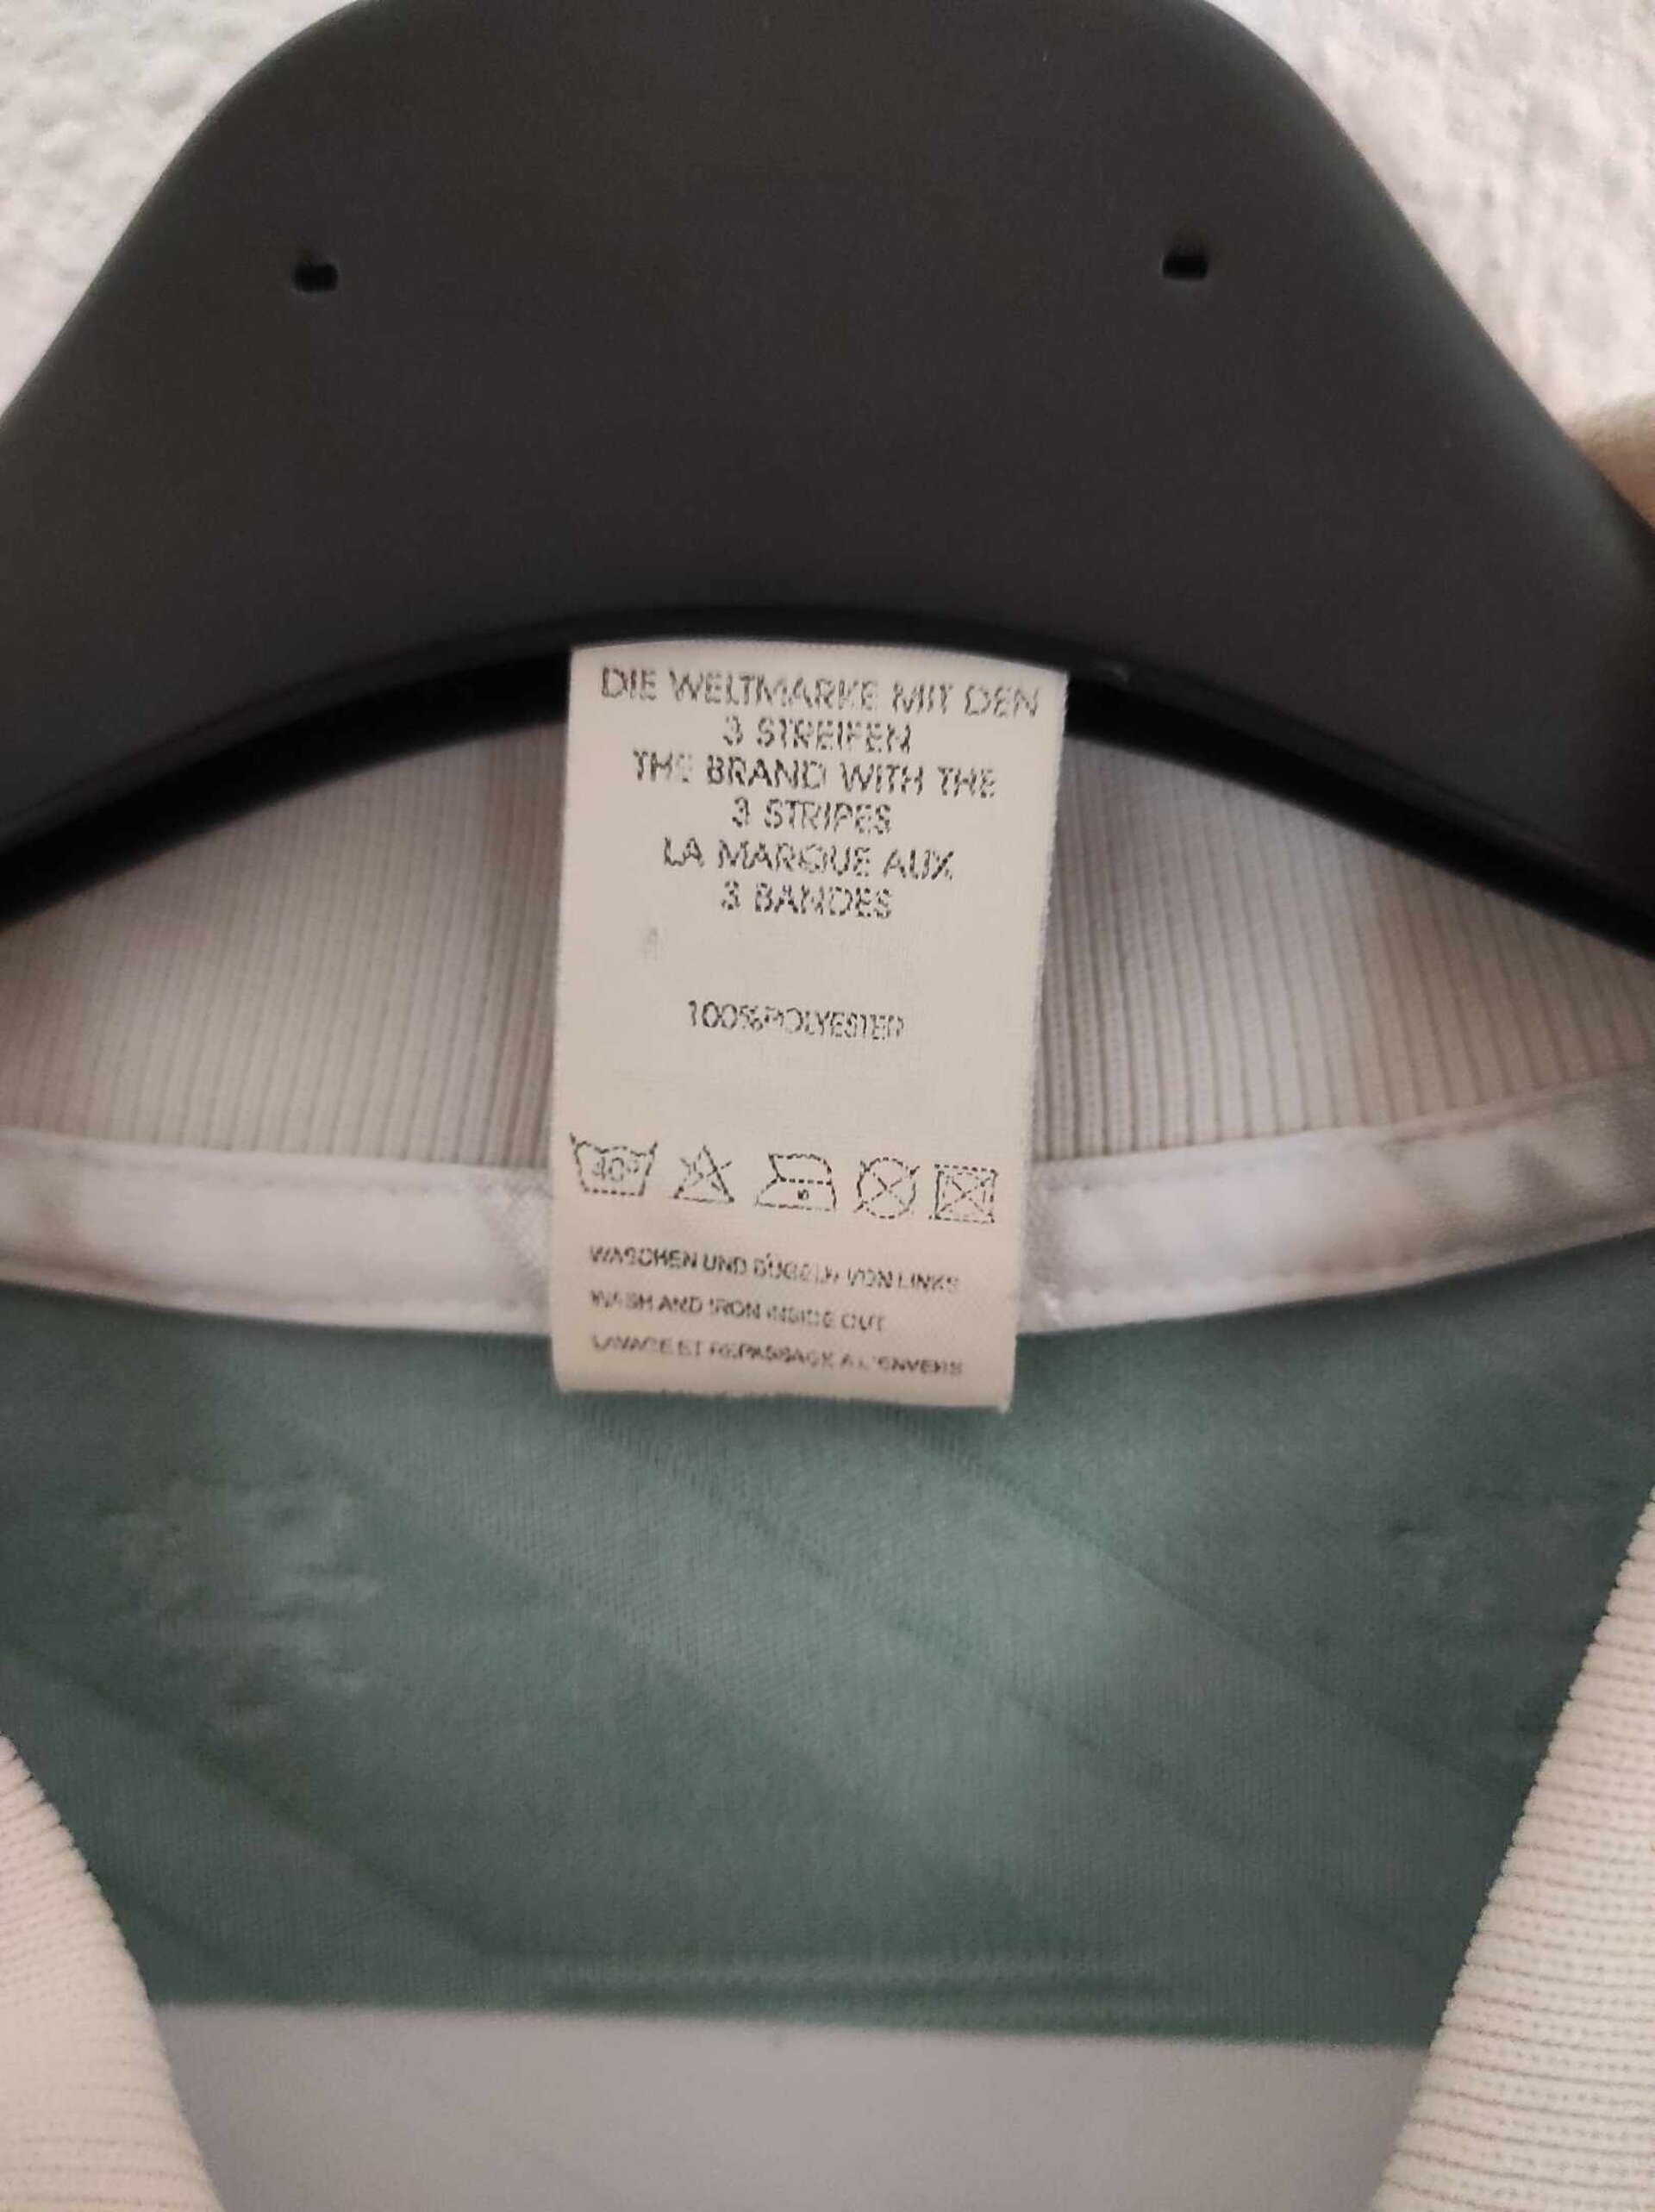 DIE WELTMARKE MIT DEN
3 STREIFEN
THE BRAND WITH THE
3 STRIPES
LA MARQUE AUX
3 BANDES
100%POLYESTER
40°
WASCHEN UND BÜGELN VON LINKS
WASH AND IRON INSIDE OUT
LAVAGE ET REPASSAGE A L'ENVERS